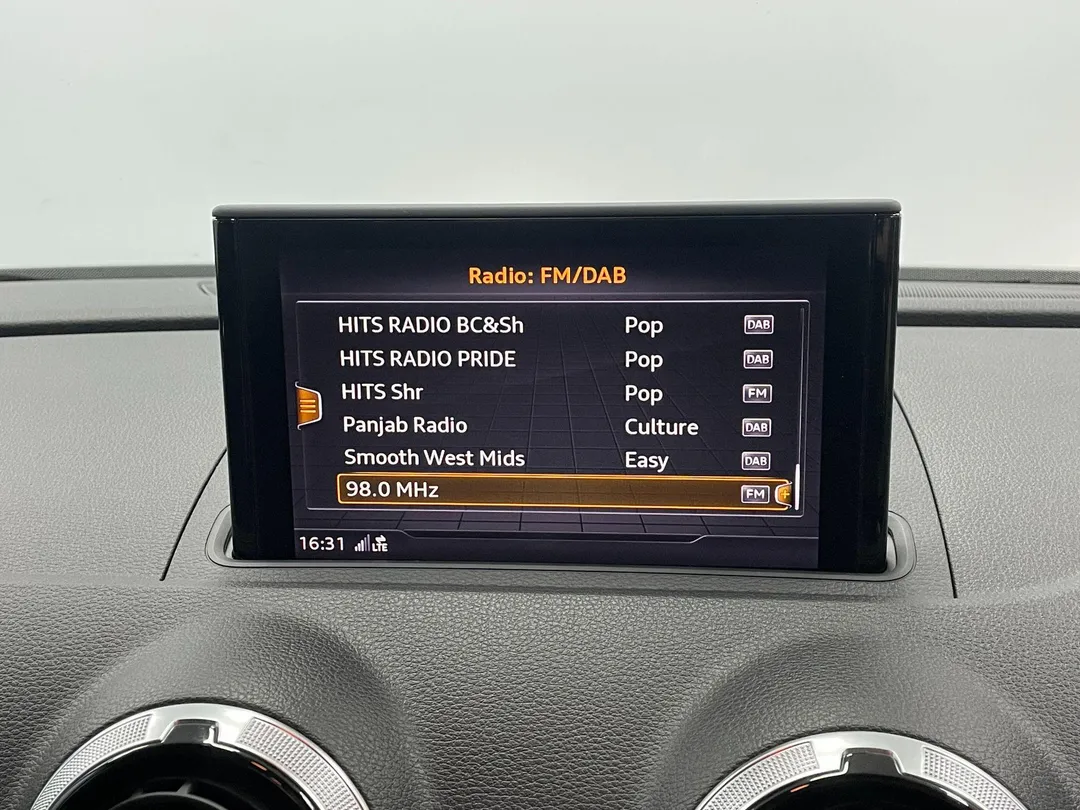 Radio: FM/DAB
HITS RADIO BC&Sh Pop DAB
HITS RADIO PRIDE Pop DAB
HITS Shr Pop FM
Panjab Radio Culture DAB
Smooth West Mids Easy DAB
98.0 MHz FM +
16:31 LTE